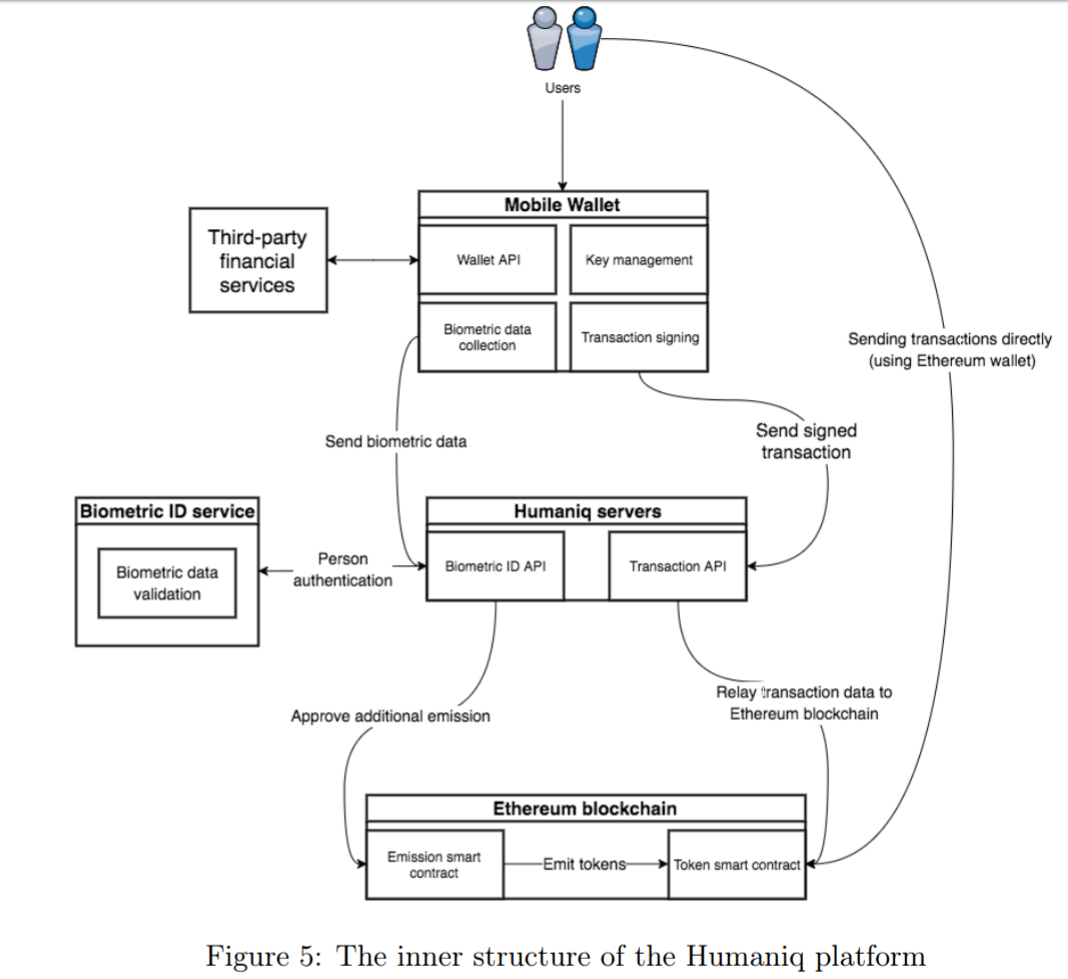 Users
Mobile Wallet
Third-party
financial
services
Wallet API
Key management
Biometric data
collection
Transaction signing
Sending transactions directly
(using Ethereum wallet)
Send biometric data
Send signed
transaction
Biometric ID service
Humaniq servers
Biometric data
validation
Person
authentication
Biometric ID API
Transaction API
Approve additional emission
Relay transaction data to
Ethereum blockchain
Ethereum blockchain
Emission smart
contract
Emit tokens
Token smart contract
Figure 5: The inner structure of the Humaniq platform